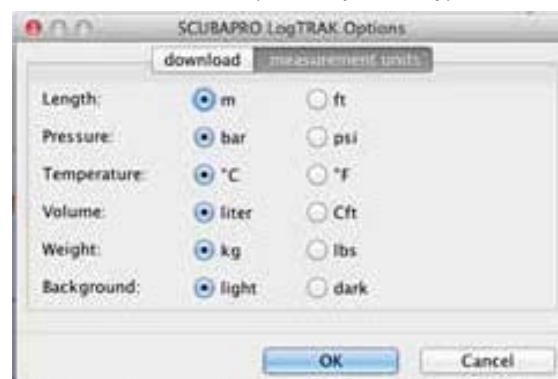 SCUBAPRO LogTRAK Options
download measurement units
Length: m ft
Pressure: bar psi
Temperature: °C °F
Volume: liter Cft
Weight: kg lbs
Background: light dark
OK Cancel